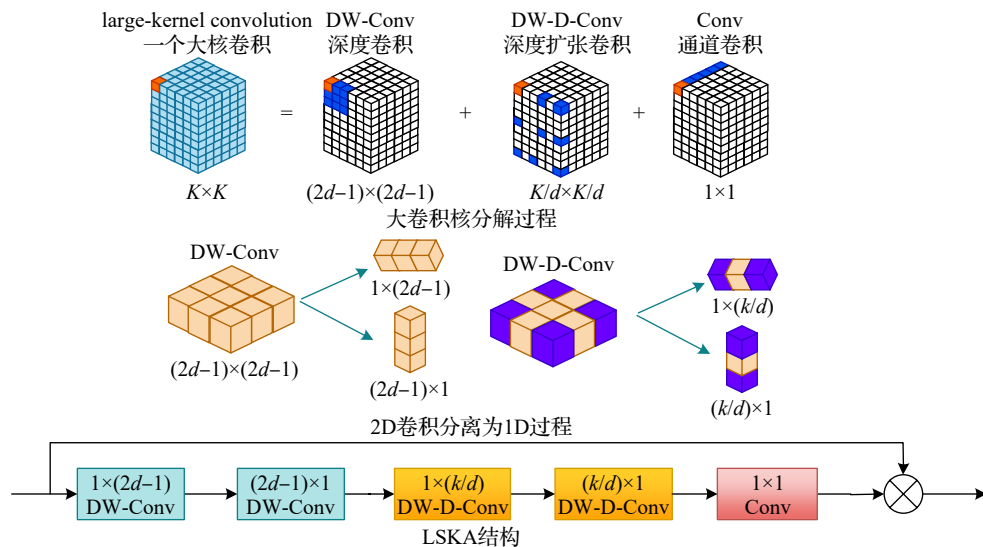 large-kernel convolution
一个大核卷积
DW-Conv
深度卷积
DW-D-Conv
深度扩张卷积
Conv
通道卷积
=
+
+
K×K
(2d−1)×(2d−1)
K/d×K/d
1×1
大卷积核分解过程
DW-Conv
(2d−1)×(2d−1)
1×(2d−1)
(2d−1)×1
DW-D-Conv
1×(k/d)
(k/d)×1
2D卷积分离为1D过程
1×(2d−1)
DW-Conv
(2d−1)×1
DW-Conv
1×(k/d)
DW-D-Conv
(k/d)×1
DW-D-Conv
1×1
Conv
LSKA结构